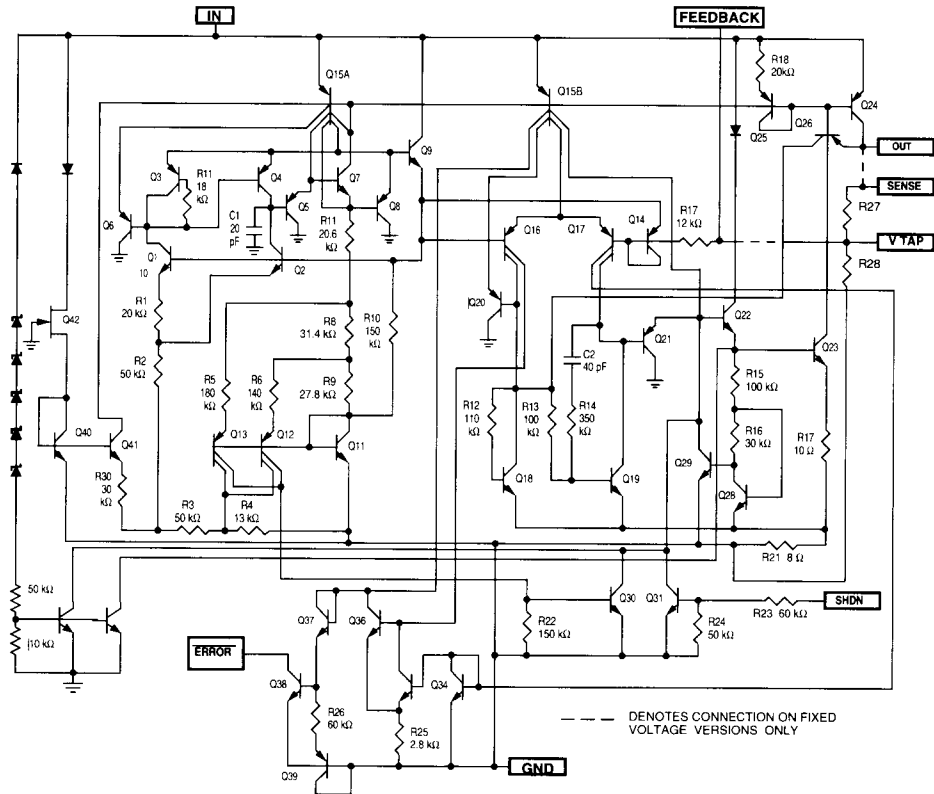 IN
FEEDBACK
Q15A
Q15B
R18
20kΩ
Q24
Q25
Q26
OUT
SENSE
V TAP
Q3
R11
18
kΩ
Q4
Q5
C1
20
pF
Q6
Q7
Q8
Q9
R11
20.6
kΩ
Q1
10
Q2
R1
20 kΩ
R2
50 kΩ
Q16
Q17
Q14
R17
12 kΩ
R27
R28
Q20
Q21
Q22
Q23
C2
40 pF
Q42
R8
31.4 kΩ
R10
150
kΩ
R5
180
kΩ
R6
140
kΩ
R9
27.8 kΩ
R12
110
kΩ
R13
100
kΩ
R14
350
kΩ
R15
100 kΩ
R16
30 kΩ
R17
10 Ω
Q40
Q41
Q13
Q12
Q11
Q18
Q19
Q29
Q28
R30
30
kΩ
R3
50 kΩ
R4
13 kΩ
R21 8 Ω
50 kΩ
10 kΩ
Q37
Q36
R22
150 kΩ
Q30
Q31
R24
50 kΩ
R23 60 kΩ
SHDN
ERROR
Q38
R26
60 kΩ
Q34
R25
2.8 kΩ
Q39
GND
DENOTES CONNECTION ON FIXED
VOLTAGE VERSIONS ONLY